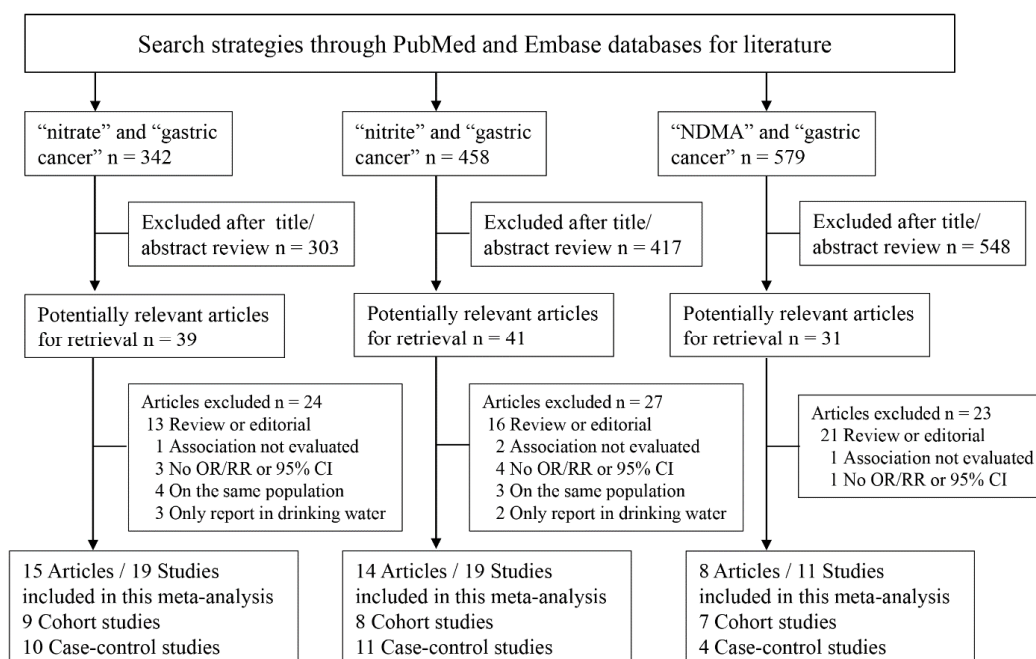 Search strategies through PubMed and Embase databases for literature
“nitrate” and “gastric
cancer” n = 342
“nitrite” and “gastric
cancer” n = 458
“NDMA” and “gastric
cancer” n = 579
Excluded after title/
abstract review n = 303
Excluded after title/
abstract review n = 417
Excluded after title/
abstract review n = 548
Potentially relevant articles
for retrieval n = 39
Potentially relevant articles
for retrieval n = 41
Potentially relevant articles
for retrieval n = 31
Articles excluded n = 24
13 Review or editorial
1 Association not evaluated
3 No OR/RR or 95% CI
4 On the same population
3 Only report in drinking water
Articles excluded n = 27
16 Review or editorial
2 Association not evaluated
4 No OR/RR or 95% CI
3 On the same population
2 Only report in drinking water
Articles excluded n = 23
21 Review or editorial
1 Association not evaluated
1 No OR/RR or 95% CI
15 Articles / 19 Studies
included in this meta-analysis
9 Cohort studies
10 Case-control studies
14 Articles / 19 Studies
included in this meta-analysis
8 Cohort studies
11 Case-control studies
8 Articles / 11 Studies
included in this meta-analysis
7 Cohort studies
4 Case-control studies